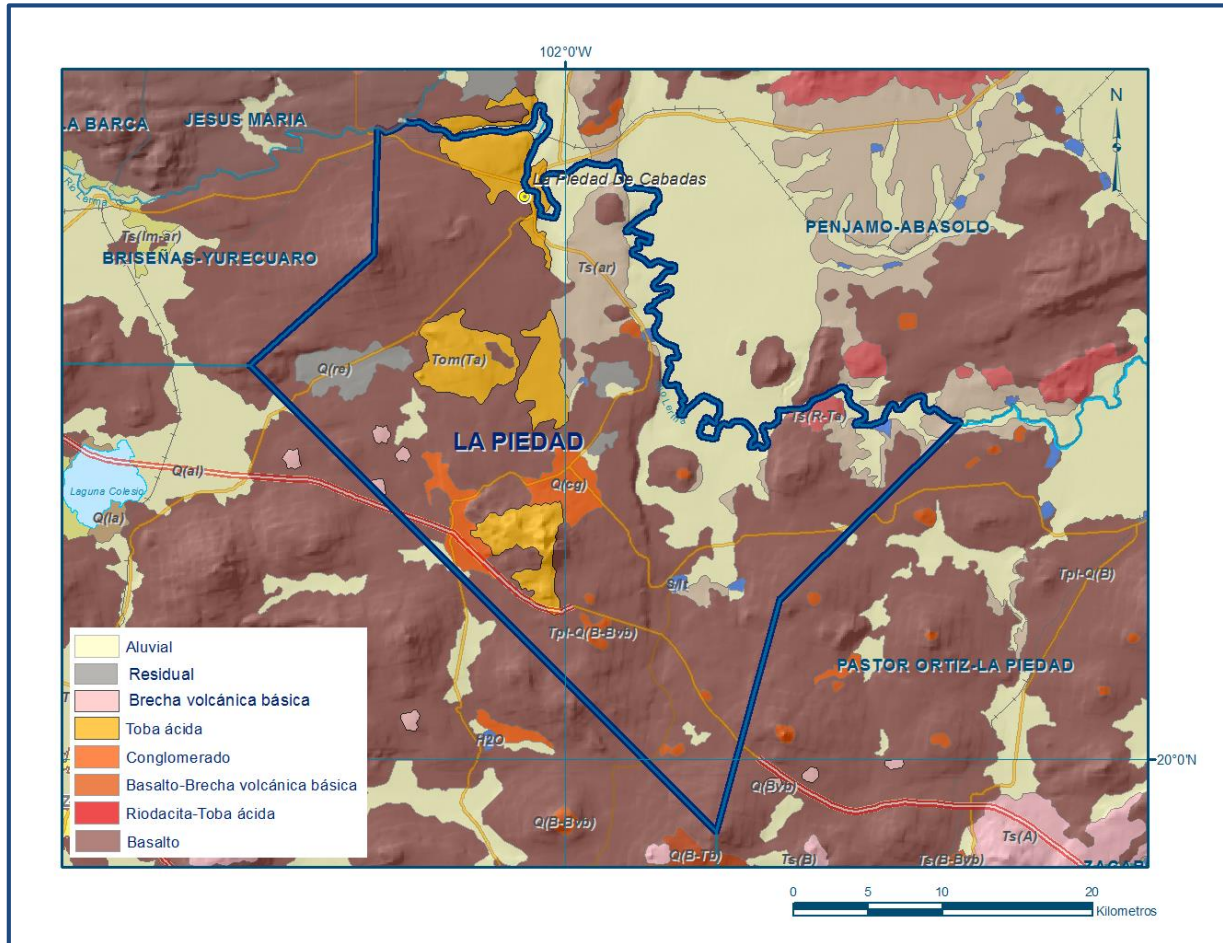 102°0'W
N
LA BARCA
JESUS MARIA
Río Lerma
La Piedad De Cabadas
Ts(lm-ar)
BRISEÑAS-YURECUARO
PENJAMO-ABASOLO
Ts(ar)
Q(re)
Tom(Ta)
Ts(R-Ta)
LA PIEDAD
Q(al)
Laguna Colesio
Q(la)
Q(cg)
S/It
Tpl-Q(B)
Tpl-Q(B-Bvb)
PASTOR ORTIZ-LA PIEDAD
H2O
20°0'N
Q(Bvb)
Q(B-Bvb)
Ts(A)
Q(B-Tb)
Ts(B)
Ts(B-Bvb)
Aluvial
Residual
Brecha volcánica básica
Toba ácida
Conglomerado
Basalto-Brecha volcánica básica
Riodacita-Toba ácida
Basalto
0 5 10 20
Kilometros